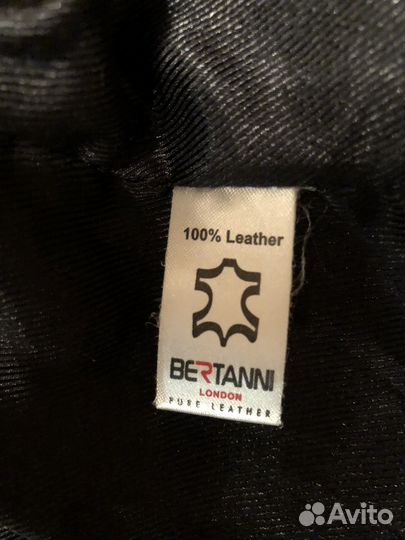 100% Leather
BERTANNI
LONDON
PURE LEATHER
Avito